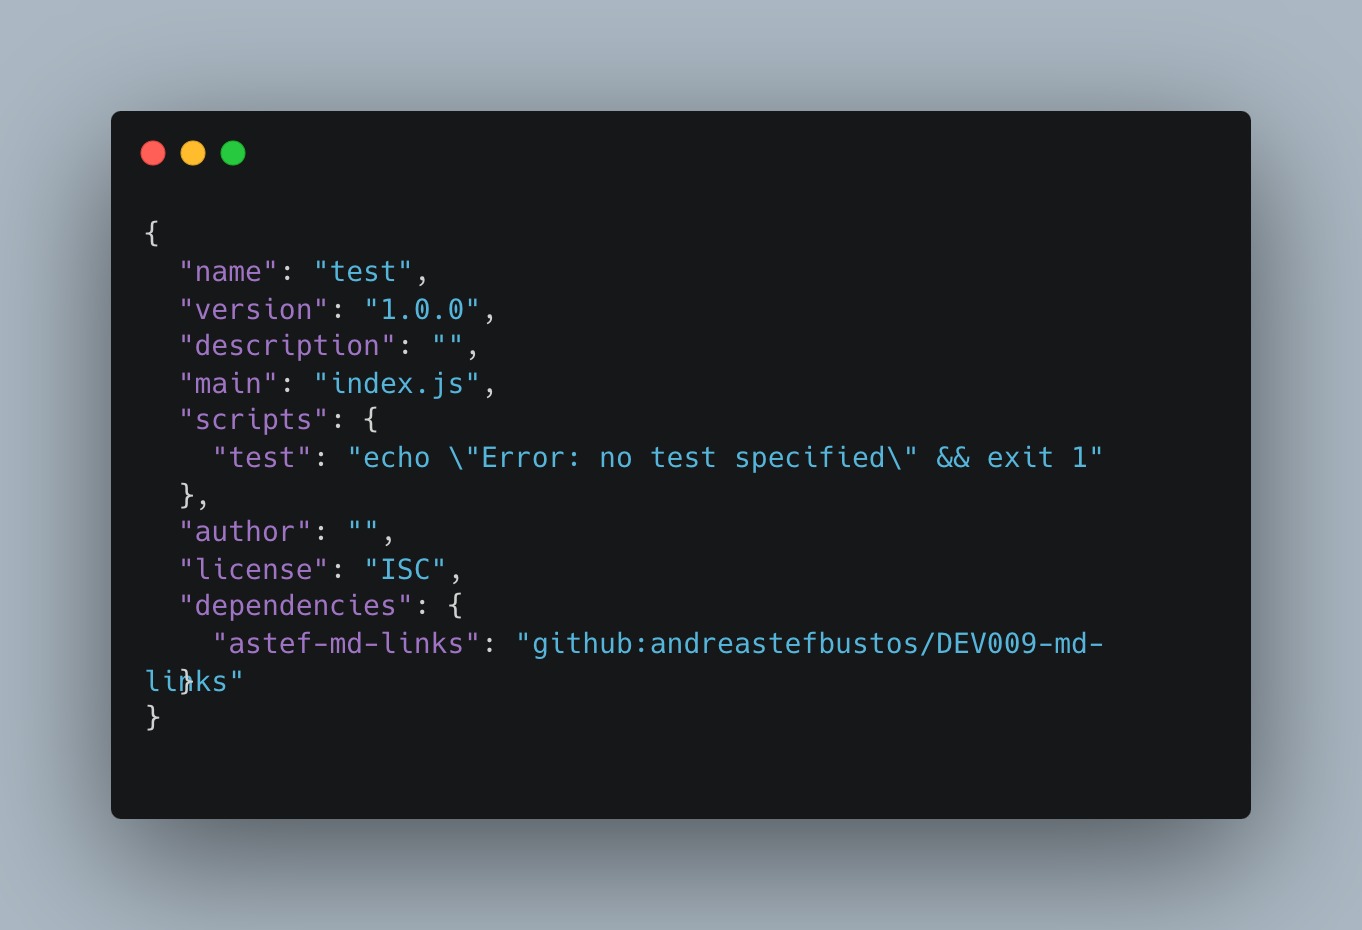 {
  "name": "test",
  "version": "1.0.0",
  "description": "",
  "main": "index.js",
  "scripts": {
    "test": "echo \"Error: no test specified\" && exit 1"
  },
  "author": "",
  "license": "ISC",
  "dependencies": {
    "astef-md-links": "github:andreastefbustos/DEV009-md-
links"
  }
}